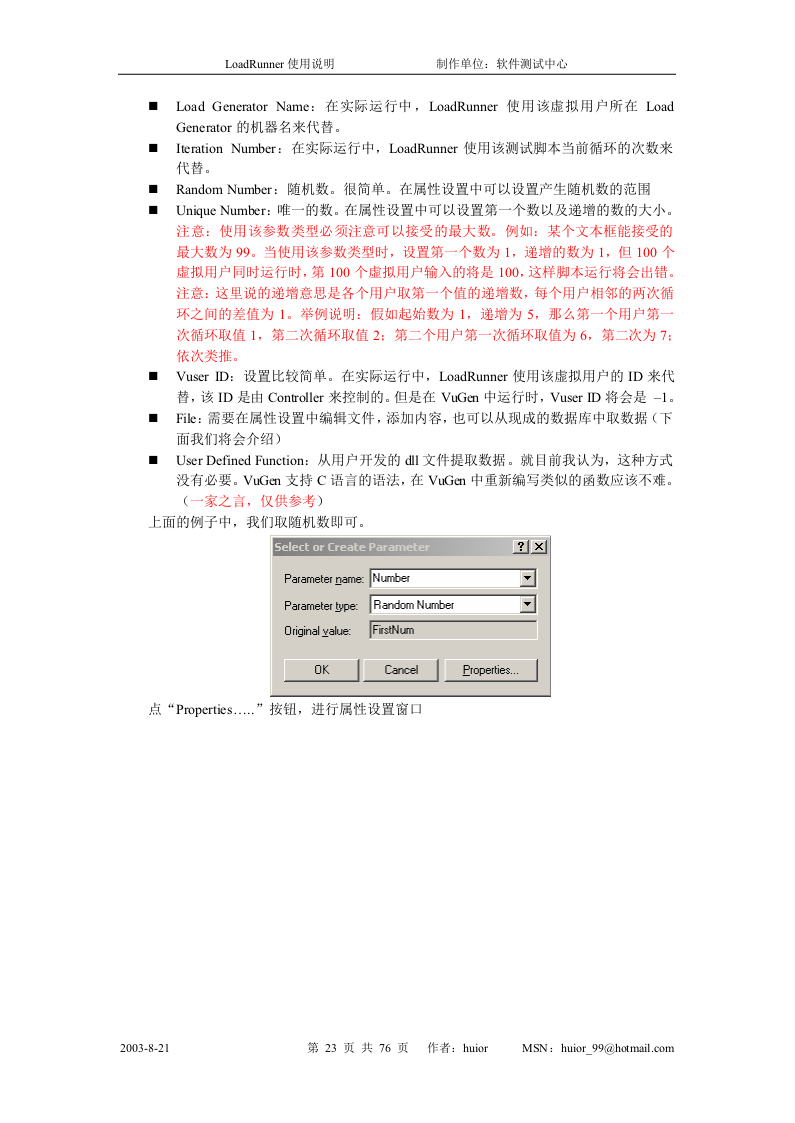 LoadRunner 使用说明 制作单位：软件测试中心
■ Load Generator Name：在实际运行中，LoadRunner 使用该虚拟用户所在 Load
Generator 的机器名来代替。
■ Iteration Number：在实际运行中，LoadRunner 使用该测试脚本当前循环的次数来
代替。
■ Random Number：随机数。很简单。在属性设置中可以设置产生随机数的范围
■ Unique Number：唯一的数。在属性设置中可以设置第一个数以及递增的数的大小。
注意：使用该参数类型必须注意可以接受的最大数。例如：某个文本框能接受的
最大数为 99。当使用该参数类型时，设置第一个数为 1，递增的数为 1，但 100 个
虚拟用户同时运行时，第 100 个虚拟用户输入的将是 100，这样脚本运行将会出错。
注意：这里说的递增意思是各个用户取第一个值的递增数，每个用户相邻的两次循
环之间的差值为 1。举例说明：假如起始数为 1，递增为 5，那么第一个用户第一
次循环取值 1，第二次循环取值 2；第二个用户第一次循环取值为 6，第二次为 7；
依次类推。
■ Vuser ID：设置比较简单。在实际运行中，LoadRunner 使用该虚拟用户的 ID 来代
替，该 ID 是由 Controller 来控制的。但是在 VuGen 中运行时，Vuser ID 将会是 –1。
■ File：需要在属性设置中编辑文件，添加内容，也可以从现成的数据库中取数据（下
面我们将会介绍）
■ User Defined Function：从用户开发的 dll 文件提取数据。就目前我认为，这种方式
没有必要。VuGen 支持 C 语言的语法，在 VuGen 中重新编写类似的函数应该不难。
（一家之言，仅供参考）
上面的例子中，我们取随机数即可。
Select or Create Parameter
Parameter name: Number
Parameter type: Random Number
Original value: FirstNum
OK Cancel Properties...
点“Properties…..”按钮，进行属性设置窗口
2003-8-21 第 23 页 共 76 页 作者：huior MSN：huior_99@hotmail.com